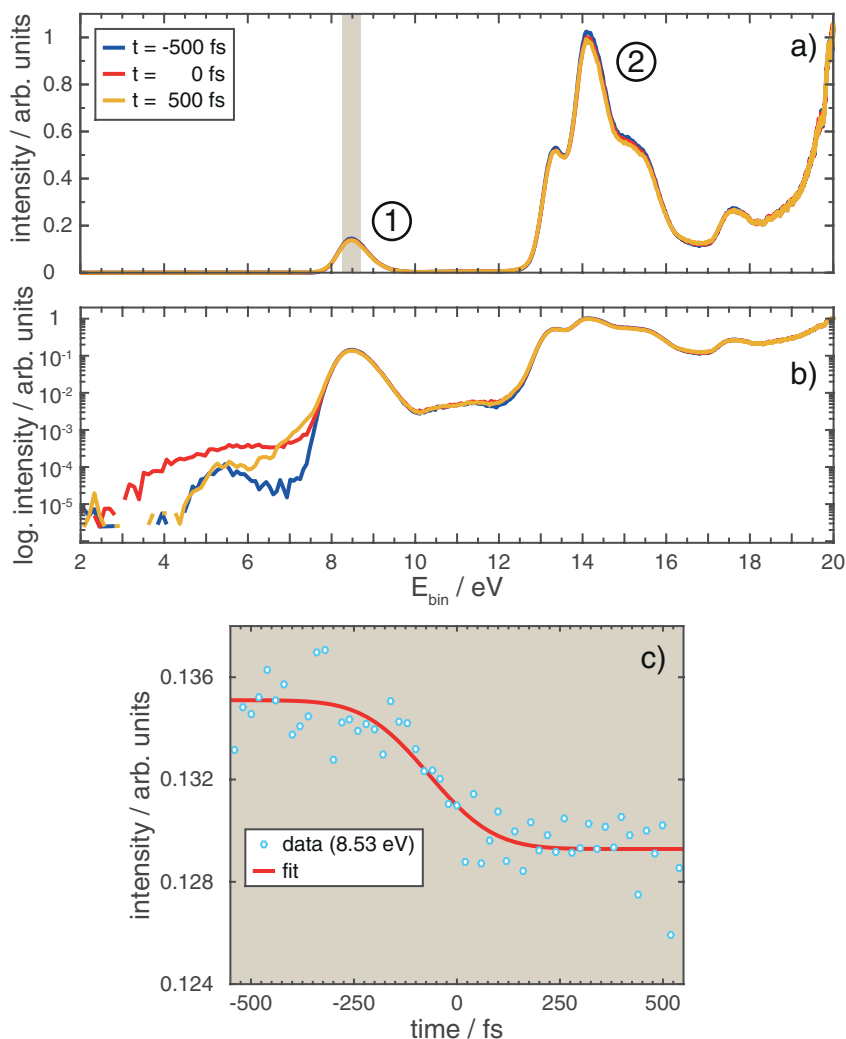 a)
intensity / arb. units
1
0.8
0.6
0.4
0.2
0
t = -500 fs
t = 0 fs
t = 500 fs
①
②
b)
log. intensity / arb. units
1
10-1
10-2
10-3
10-4
10-5
2 4 6 8 10 12 14 16 18 20
E_bin / eV
c)
intensity / arb. units
0.136
0.132
0.128
0.124
data (8.53 eV)
fit
-500 -250 0 250 500
time / fs